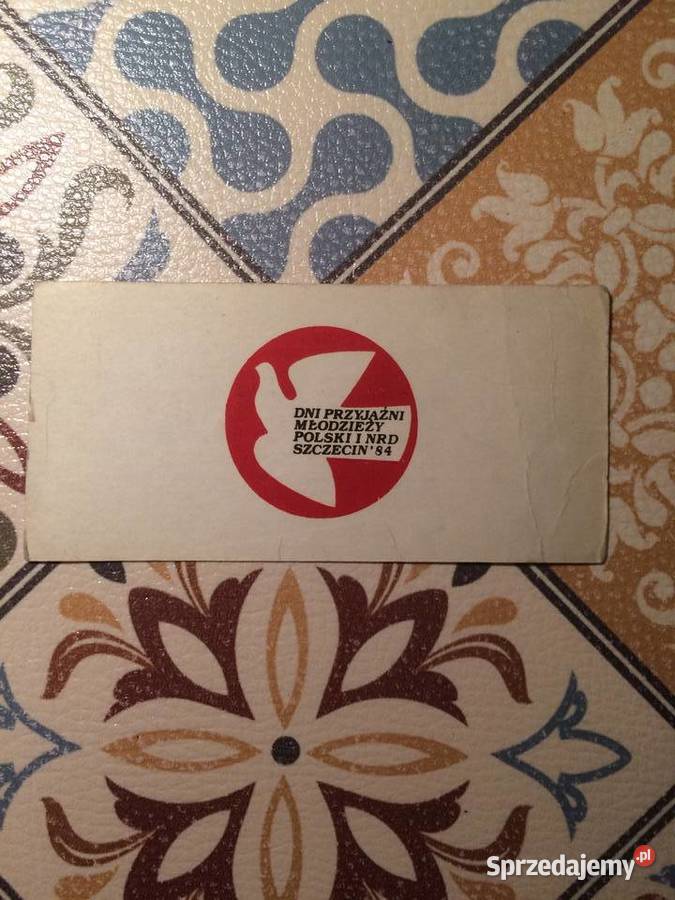 DNI PRZYJAŹNI
MŁODZIEŻY
POLSKI I NRD
SZCZECIN'84
Sprzedajemy.pl